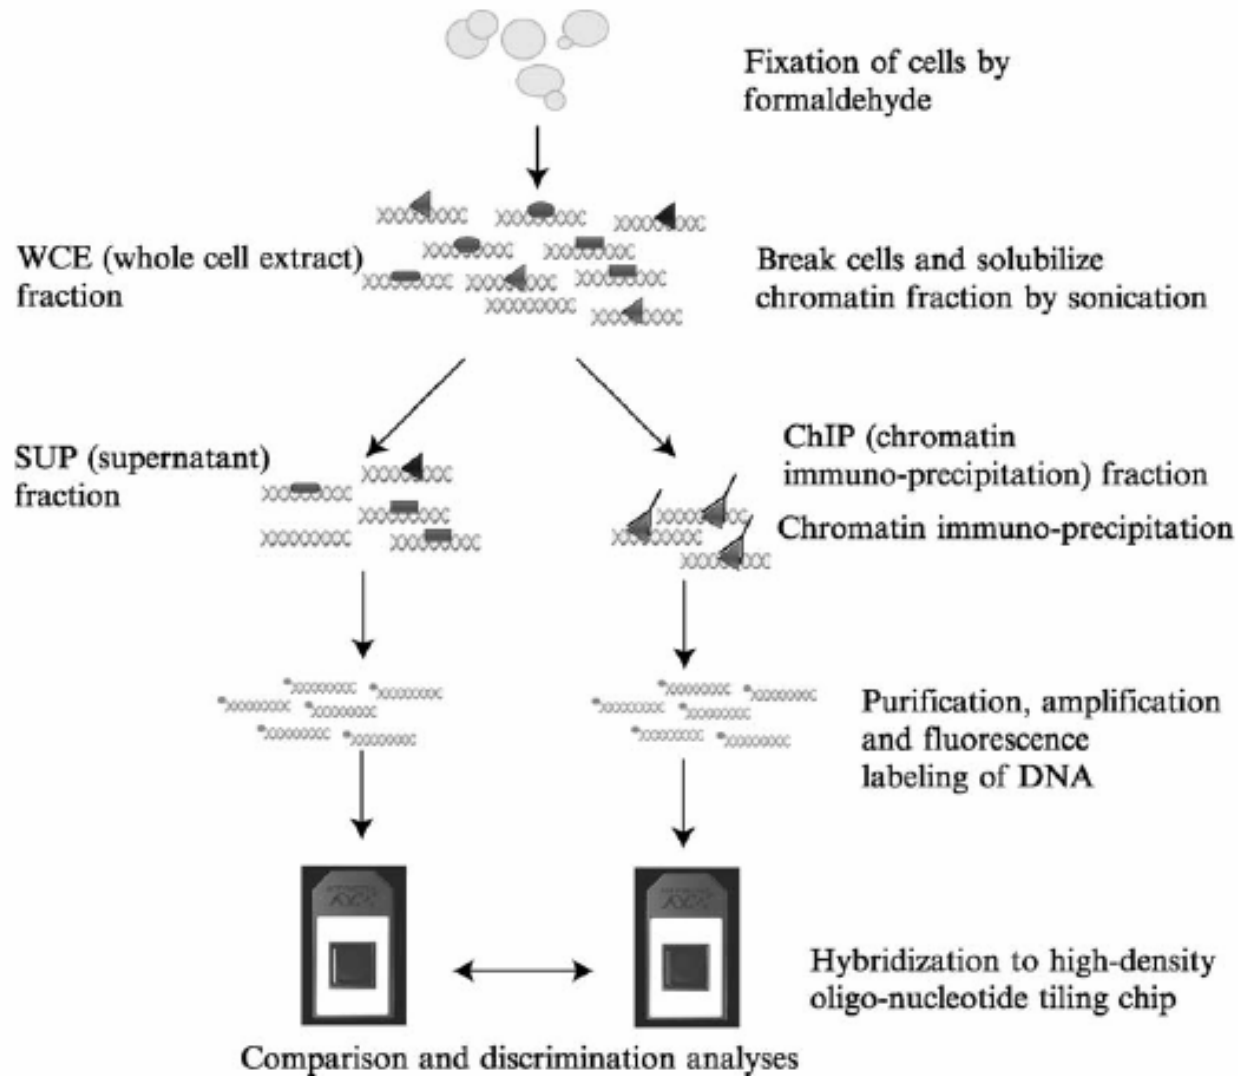 Fixation of cells by
formaldehyde
WCE (whole cell extract)
fraction
Break cells and solubilize
chromatin fraction by sonication
SUP (supernatant)
fraction
ChIP (chromatin
immuno-precipitation) fraction
Chromatin immuno-precipitation
Purification, amplification
and fluorescence
labeling of DNA
Hybridization to high-density
oligo-nucleotide tiling chip
Comparison and discrimination analyses